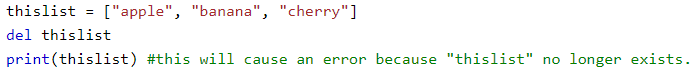 thislist = ["apple", "banana", "cherry"]
del thislist
print(thislist) #this will cause an error because "thislist" no longer exists.